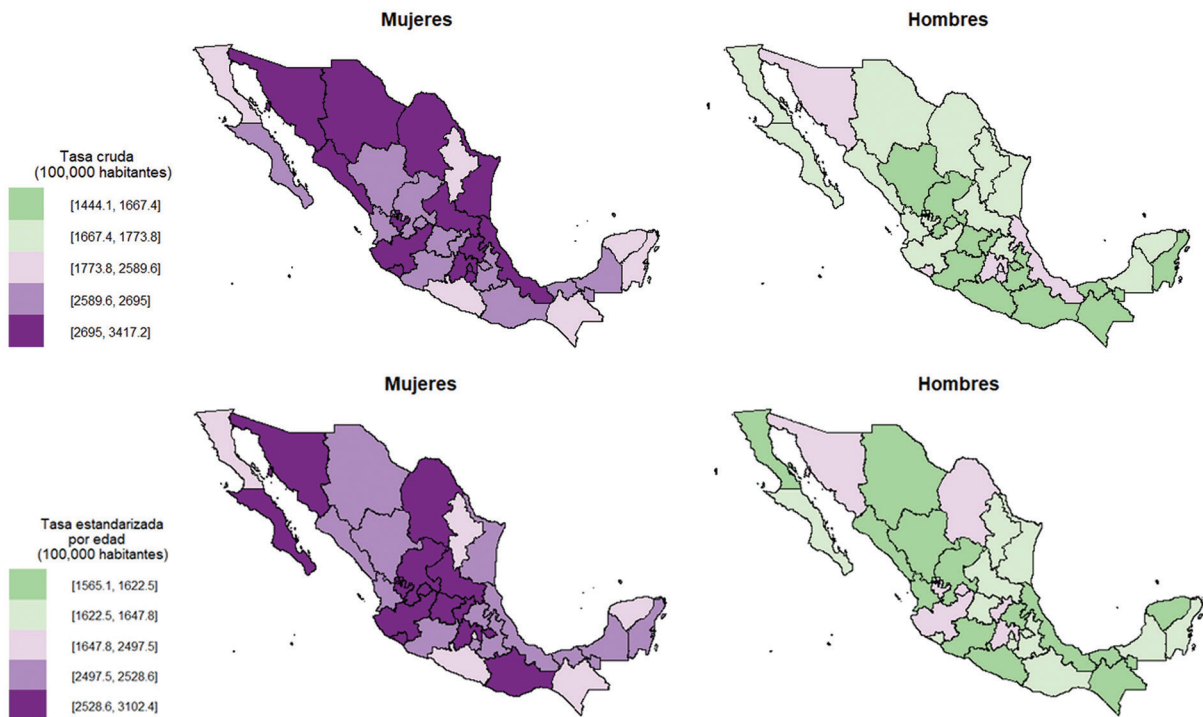 Mujeres
Hombres
Tasa cruda
(100,000 habitantes)
[1444.1, 1667.4]
[1667.4, 1773.8]
[1773.8, 2589.6]
[2589.6, 2695]
[2695, 3417.2]
Mujeres
Hombres
Tasa estandarizada
por edad
(100,000 habitantes)
[1565.1, 1622.5]
[1622.5, 1647.8]
[1647.8, 2497.5]
[2497.5, 2528.6]
[2528.6, 3102.4]